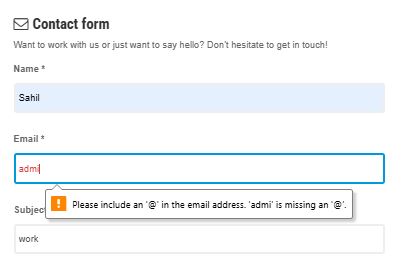 Contact form
Want to work with us or just want to say hello? Don't hesitate to get in touch!
Name *
Sahil
Email *
admi
Please include an '@' in the email address. 'admi' is missing an '@'.
Subject
work